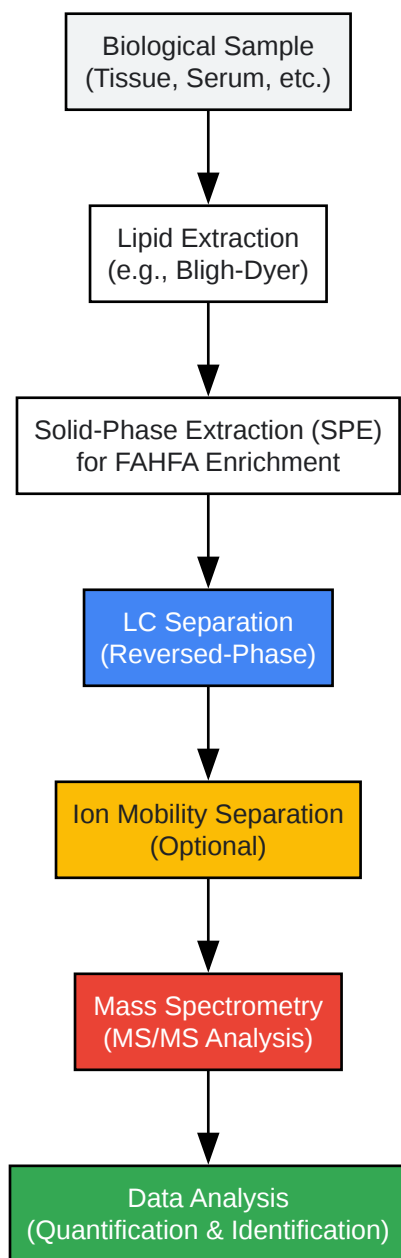 Biological Sample
(Tissue, Serum, etc.)
Lipid Extraction
(e.g., Bligh-Dyer)
Solid-Phase Extraction (SPE)
for FAHFA Enrichment
LC Separation
(Reversed-Phase)
Ion Mobility Separation
(Optional)
Mass Spectrometry
(MS/MS Analysis)
Data Analysis
(Quantification & Identification)